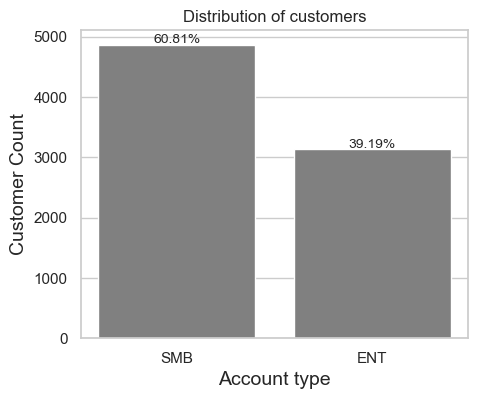 Distribution of customers
5000
4000
3000
2000
1000
0
Customer Count
60.81%
39.19%
SMB
ENT
Account type